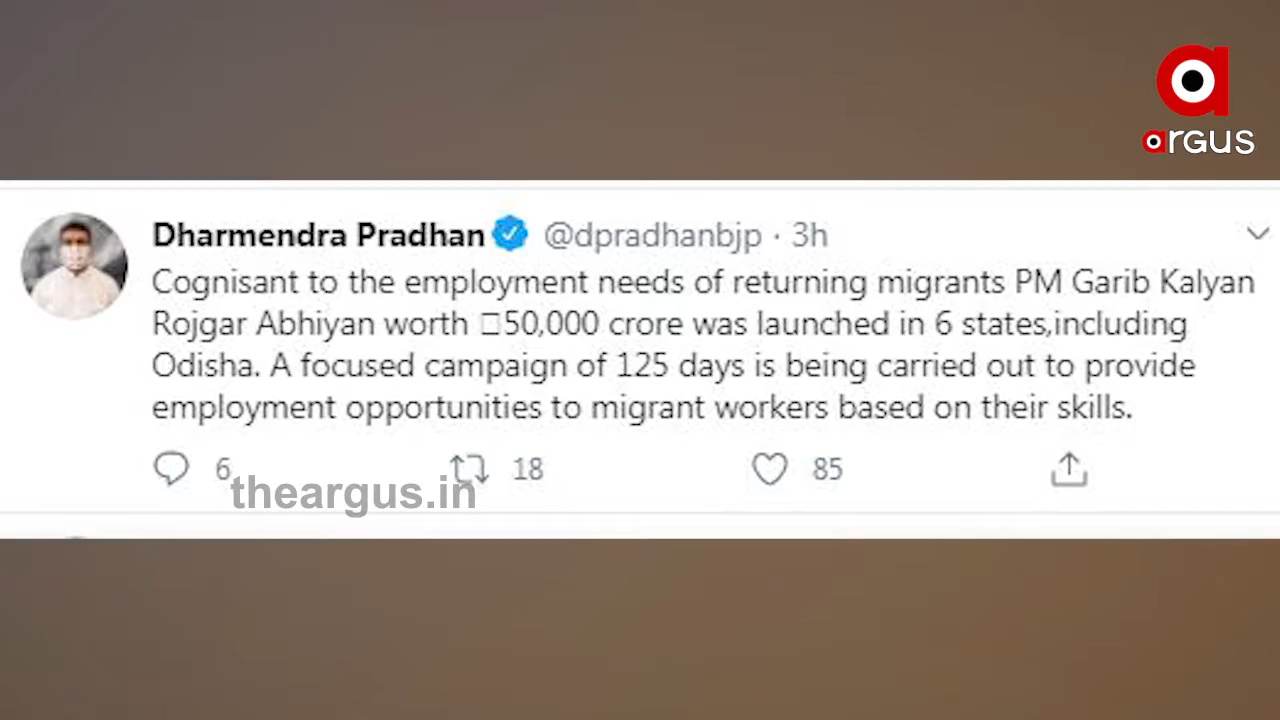 argus
Dharmendra Pradhan @dpradhanbjp · 3h
Cognisant to the employment needs of returning migrants PM Garib Kalyan
Rojgar Abhiyan worth □50,000 crore was launched in 6 states,including
Odisha. A focused campaign of 125 days is being carried out to provide
employment opportunities to migrant workers based on their skills.
6 18 85
theargus.in